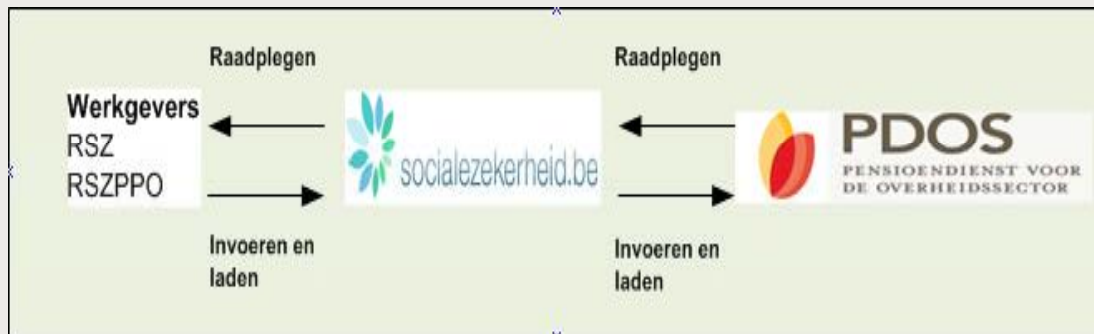 Raadplegen
Raadplegen
Werkgevers
RSZ
RSZPPO
socialezekerheid.be
PDOS
PENSIOENDIENST VOOR
DE OVERHEIDSSECTOR
Invoeren en
laden
Invoeren en
laden